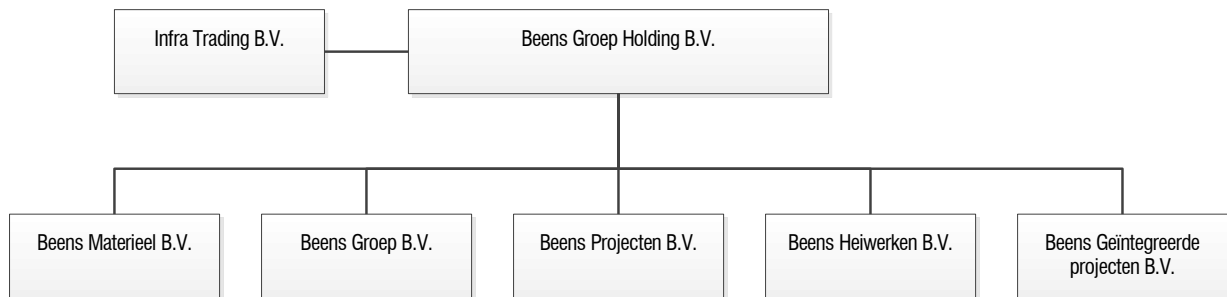 Infra Trading B.V.
Beens Groep Holding B.V.
Beens Materieel B.V.
Beens Groep B.V.
Beens Projecten B.V.
Beens Heiwerken B.V.
Beens Geïntegreerde
projecten B.V.